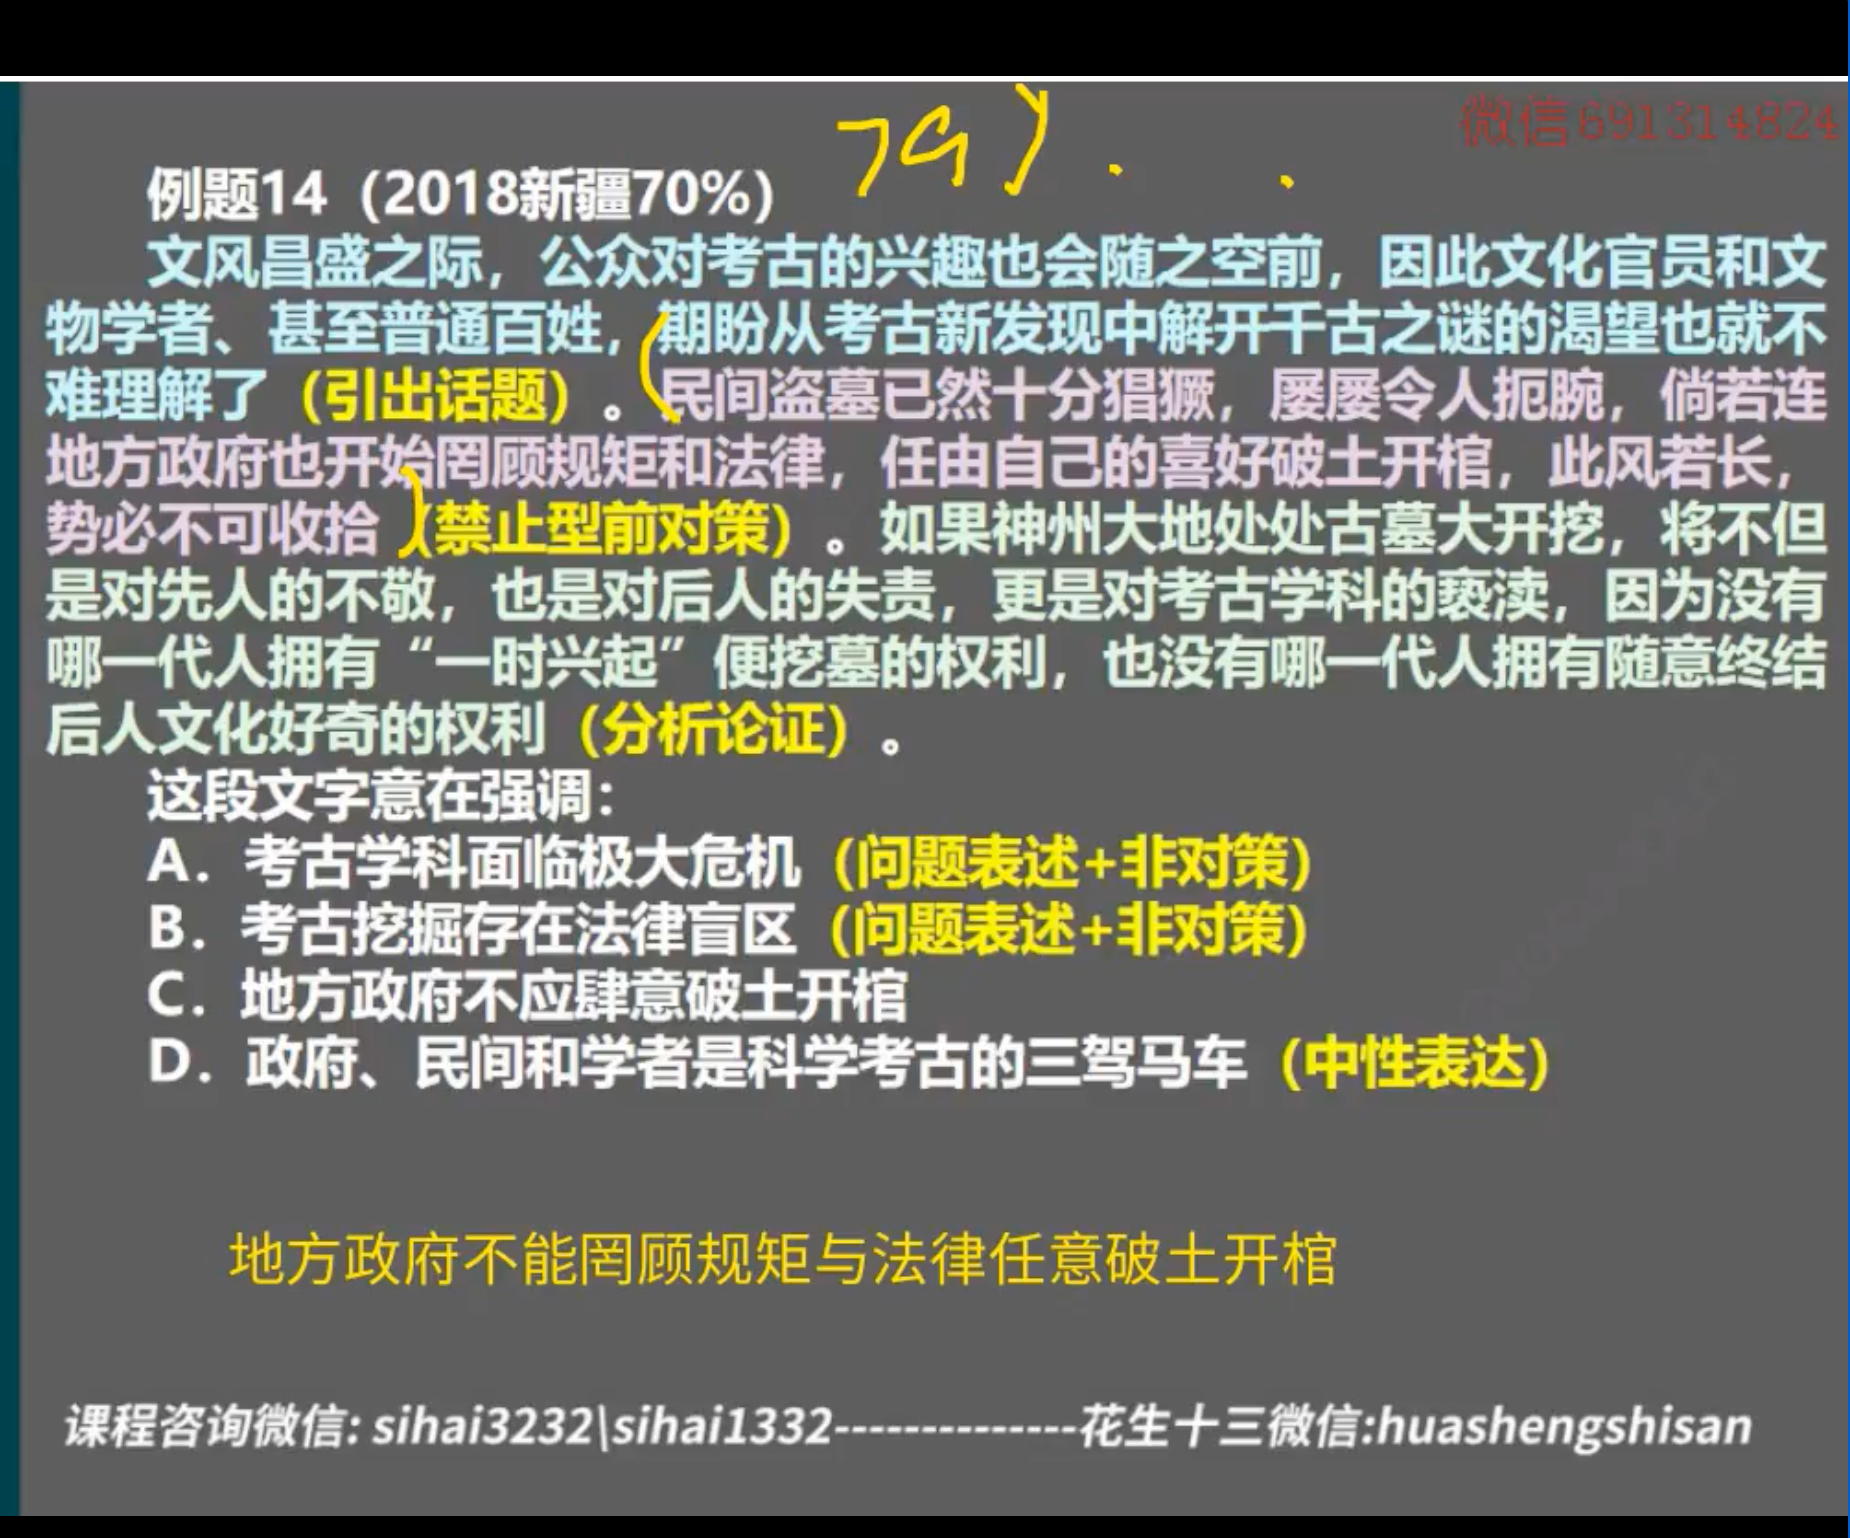 微信691314824
79)..
例题14（2018新疆70%）
文风昌盛之际，公众对考古的兴趣也会随之空前，因此文化官员和文
物学者、甚至普通百姓，期盼从考古新发现中解开千古之谜的渴望也就不
难理解了（引出话题）。民间盗墓已然十分猖獗，屡屡令人扼腕，倘若连
地方政府也开始罔顾规矩和法律，任由自己的喜好破土开棺，此风若长，
势必不可收拾（禁止型前对策）。如果神州大地处处古墓大开挖，将不但
是对先人的不敬，也是对后人的失责，更是对考古学科的亵渎，因为没有
哪一代人拥有“一时兴起”便挖墓的权利，也没有哪一代人拥有随意终结
后人文化好奇的权利（分析论证）。
这段文字意在强调：
A．考古学科面临极大危机（问题表述+非对策）
B．考古挖掘存在法律盲区（问题表述+非对策）
C．地方政府不应肆意破土开棺
D．政府、民间和学者是科学考古的三驾马车（中性表达）
地方政府不能罔顾规矩与法律任意破土开棺
课程咨询微信: sihai3232\sihai1332--------------花生十三微信:huashengshisan